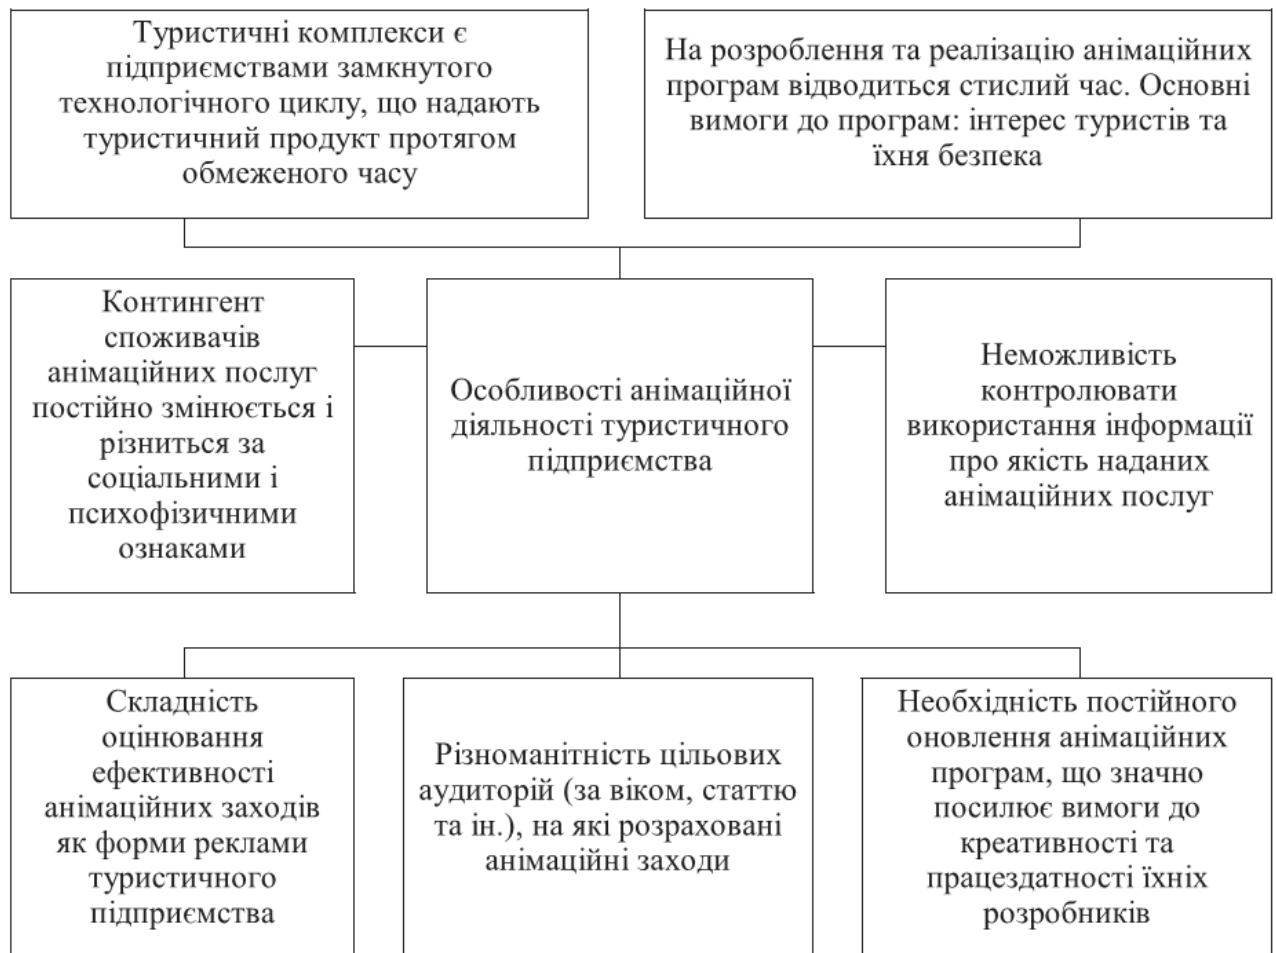 Туристичні комплекси є
підприємствами замкнутого
технологічного циклу, що надають
туристичний продукт протягом
обмеженого часу
На розроблення та реалізацію анімаційних
програм відводиться стислий час. Основні
вимоги до програм: інтерес туристів та
їхня безпека
Контингент
споживачів
анімаційних послуг
постійно змінюється і
різниться за
соціальними і
психофізичними
ознаками
Особливості анімаційної
діяльності туристичного
підприємства
Неможливість
контролювати
використання інформації
про якість наданих
анімаційних послуг
Складність
оцінювання
ефективності
анімаційних заходів
як форми реклами
туристичного
підприємства
Різноманітність цільових
аудиторій (за віком, статтю
та ін.), на які розраховані
анімаційні заходи
Необхідність постійного
оновлення анімаційних
програм, що значно
посилює вимоги до
креативності та
працездатності їхніх
розробників